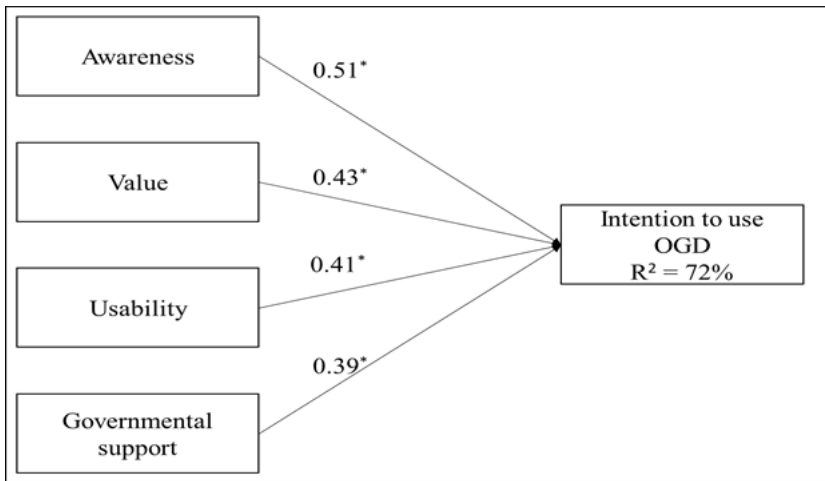 Awareness
0.51*
Value
0.43*
Intention to use
OGD
R² = 72%
Usability
0.41*
Governmental
support
0.39*